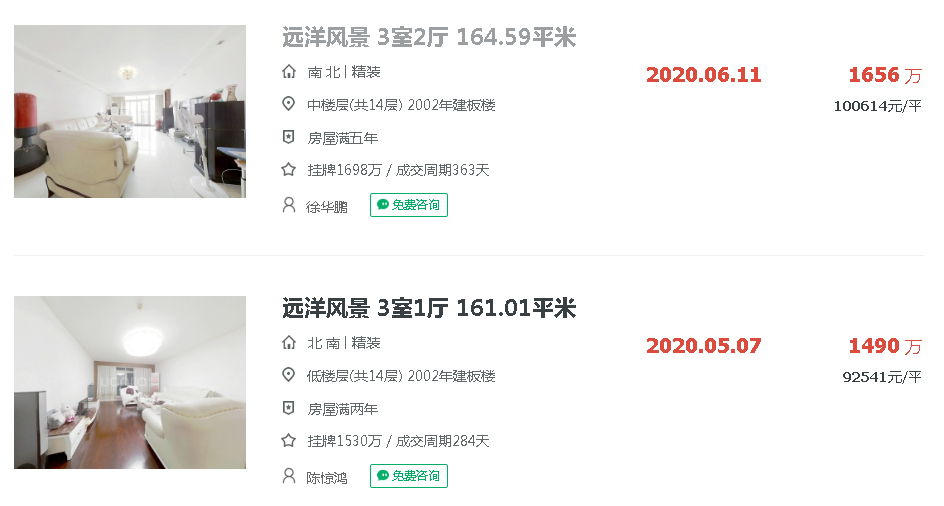 远洋风景 3室2厅 164.59平米
南 北 | 精装
2020.06.11
1656 万
中楼层(共14层) 2002年建板楼
100614元/平
房屋满五年
挂牌1698万 / 成交周期363天
徐华鹏
免费咨询
远洋风景 3室1厅 161.01平米
北 南 | 精装
2020.05.07
1490 万
低楼层(共14层) 2002年建板楼
92541元/平
房屋满两年
挂牌1530万 / 成交周期284天
陈惊鸿
免费咨询